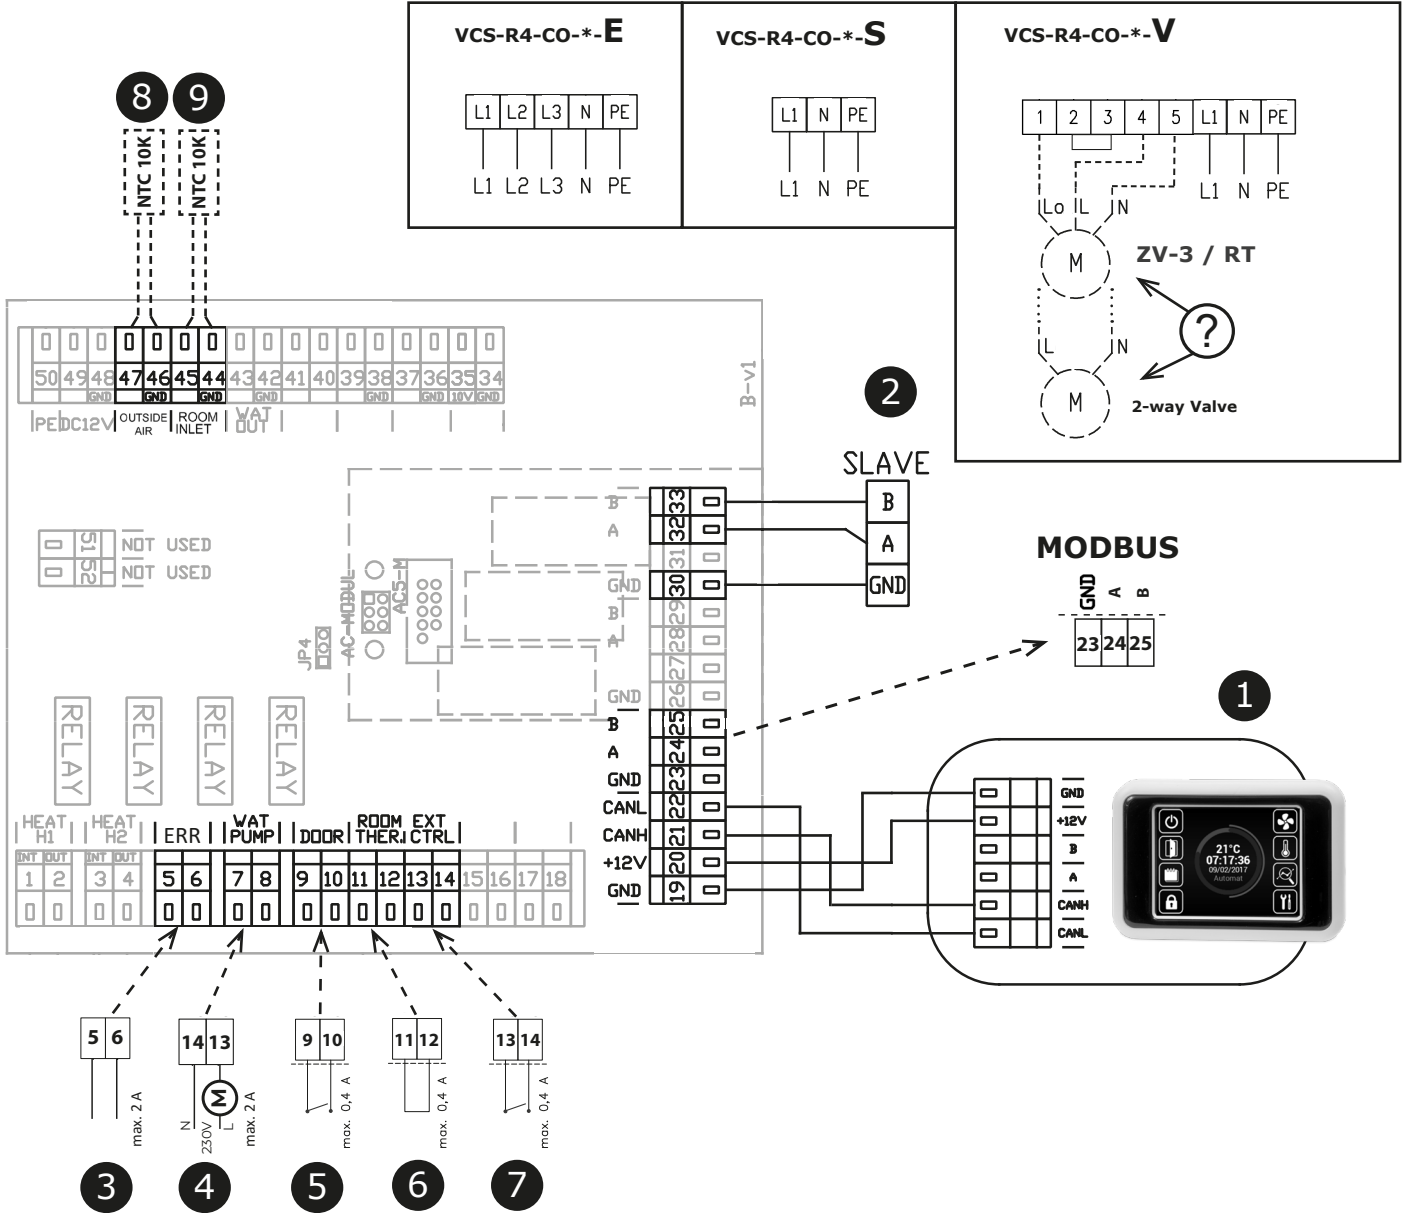 VCS-R4-CO-*-E
L1 L2 L3 N PE
L1 L2 L3 N PE
VCS-R4-CO-*-S
L1 N PE
L1 N PE
VCS-R4-CO-*-V
1 2 3 4 5 L1 N PE
L1 N PE
Lo L N
M
ZV-3 / RT
?
L N
M
2-way Valve
8 9
NTC 10K
NTC 10K
50 49 48 47 46 45 44 43 42 41 40 39 38 37 36 35 34
GND GND GND GND GND GND 10V GND
PE DC12V OUTSIDE AIR ROOM INLET WAT OUT
B-v1
2
SLAVE
B
A
GND
51 NOT USED
52 NOT USED
JP4
AC-MODUL
AC5-M
B 33
A 32
31
GND 30
B 29
A 28
27
GND 26
B 25
A 24
GND 23
CANL 22
CANH 21
+12V 20
GND 19
MODBUS
GND A B
23 24 25
1
GND
+12V
B
A
CANH
CANL
21°C
07:17:36
09/02/2017
Automat
RELAY
RELAY
RELAY
RELAY
HEAT H1 HEAT H2 ERR WAT PUMP DOOR ROOM THER. EXT CTRL
INT OUT INT OUT
1 2 3 4 5 6 7 8 9 10 11 12 13 14 15 16 17 18
5 6
max. 2 A
3
14 13
M
N 230V L
max. 2 A
4
9 10
max. 0,4 A
5
11 12
max. 0,4 A
6
13 14
max. 0,4 A
7